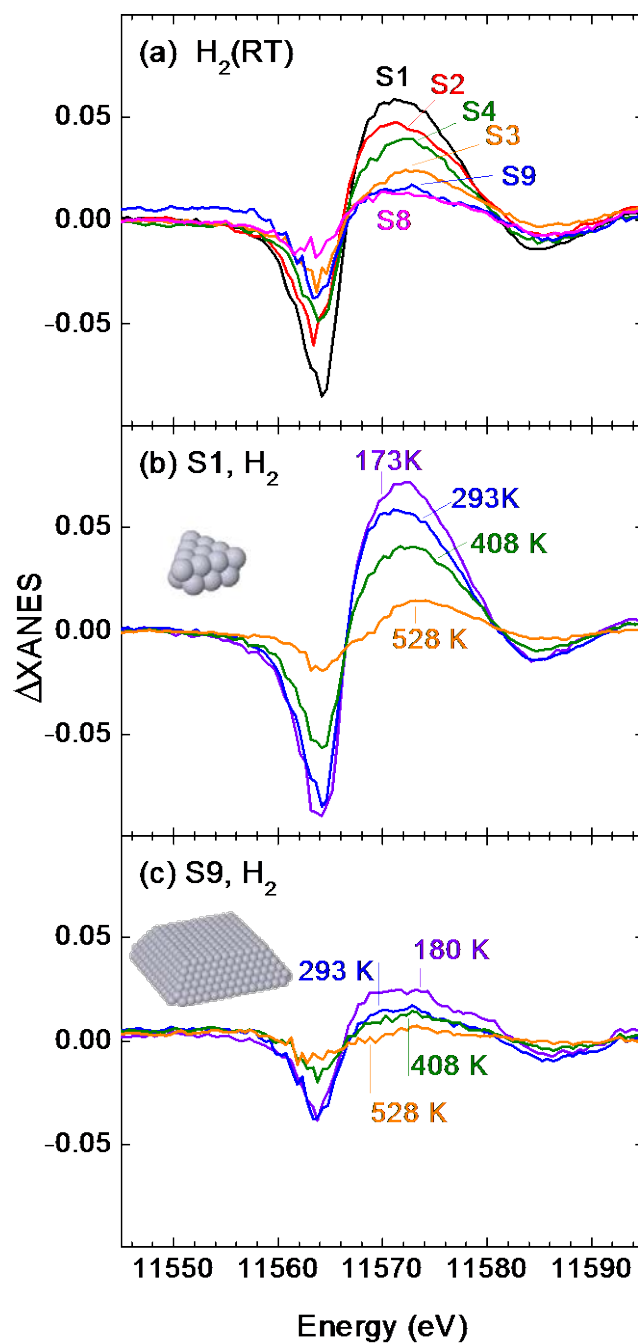 (a) H₂(RT)
S1
S2
S4
S3
S9
S8
0.05
0.00
-0.05
(b) S1, H₂
173K
293K
408 K
528 K
0.05
0.00
-0.05
ΔXANES
(c) S9, H₂
180 K
293 K
408 K
528 K
0.05
0.00
-0.05
11550 11560 11570 11580 11590
Energy (eV)